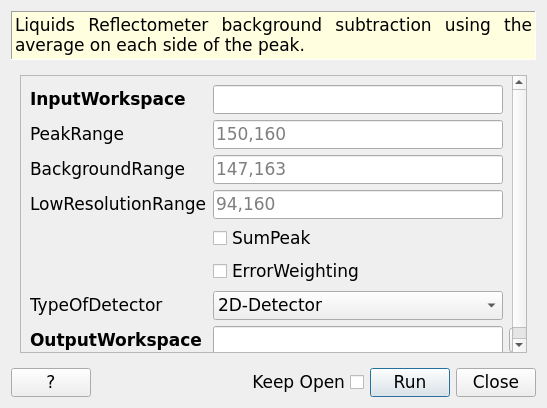 Liquids Reflectometer background subtraction using the
average on each side of the peak.
InputWorkspace
PeakRange 150,160
BackgroundRange 147,163
LowResolutionRange 94,160
SumPeak
ErrorWeighting
TypeOfDetector 2D-Detector
OutputWorkspace
? Keep Open Run Close